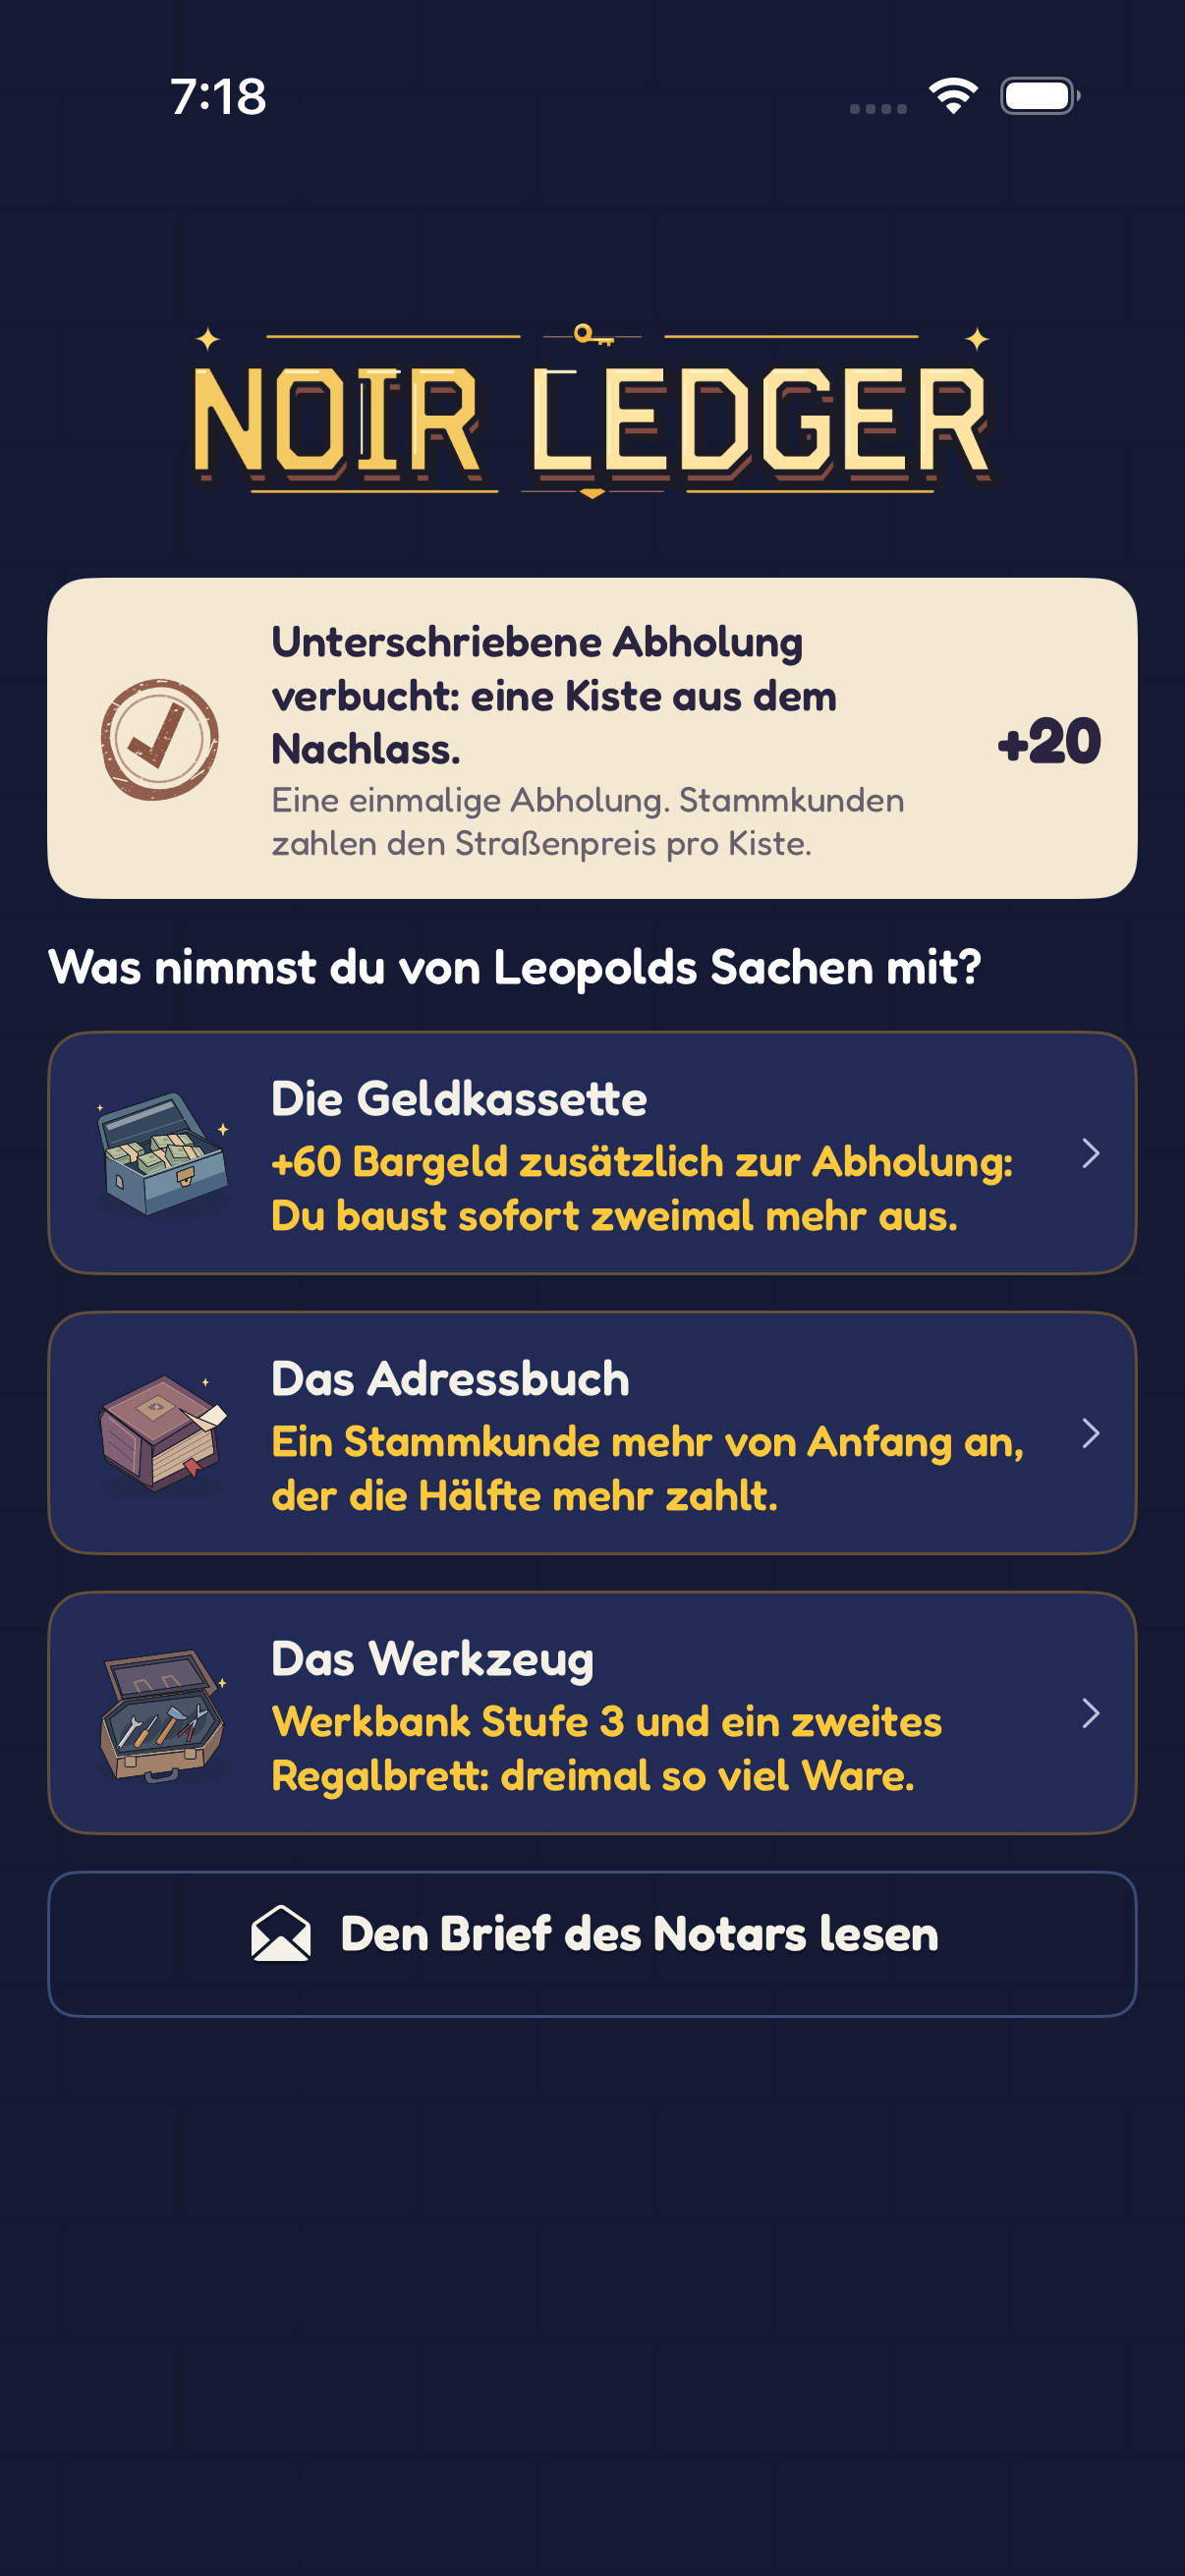 7:18
NOIR LEDGER
Unterschriebene Abholung
verbucht: eine Kiste aus dem
Nachlass.
+20
Eine einmalige Abholung. Stammkunden
zahlen den Straßenpreis pro Kiste.
Was nimmst du von Leopolds Sachen mit?
Die Geldkassette
+60 Bargeld zusätzlich zur Abholung:
Du baust sofort zweimal mehr aus.
Das Adressbuch
Ein Stammkunde mehr von Anfang an,
der die Hälfte mehr zahlt.
Das Werkzeug
Werkbank Stufe 3 und ein zweites
Regalbrett: dreimal so viel Ware.
Den Brief des Notars lesen